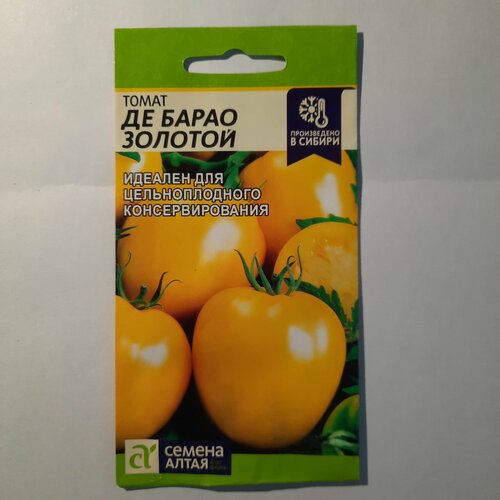 ТОМАТ
ДЕ БАРАО
ЗОЛОТОЙ
ПРОИЗВЕДЕНО
В СИБИРИ
ИДЕАЛЕН ДЛЯ
ЦЕЛЬНОПЛОДНОГО
КОНСЕРВИРОВАНИЯ
семена
АЛТАЯ